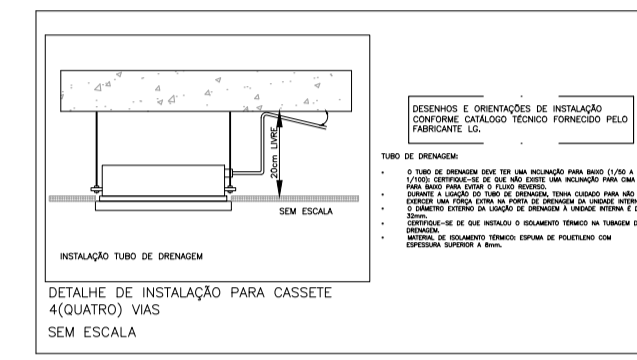 20cm LIVRE
SEM ESCALA
INSTALAÇÃO TUBO DE DRENAGEM
DETALHE DE INSTALAÇÃO PARA CASSETE
4(QUATRO) VIAS
SEM ESCALA
DESENHOS E ORIENTAÇÕES DE INSTALAÇÃO
CONFORME CATÁLOGO TÉCNICO FORNECIDO PELO
FABRICANTE LG.
TUBO DE DRENAGEM:
• O TUBO DE DRENAGEM DEVE TER UMA INCLINAÇÃO PARA BAIXO (1/50 A
1/100): CERTIFIQUE-SE DE QUE NÃO EXISTE UMA INCLINAÇÃO PARA CIMA
PARA BAIXO PARA EVITAR O FLUXO REVERSO.
• DURANTE A LIGAÇÃO DO TUBO DE DRENAGEM, TENHA CUIDADO PARA NÃO
EXERCER UMA FORÇA EXTRA NA PORTA DE DRENAGEM DA UNIDADE INTERN
• O DIÂMETRO EXTERNO DA LIGAÇÃO DE DRENAGEM À UNIDADE INTERNA É D
32mm.
• CERTIFIQUE-SE DE QUE INSTALOU O ISOLAMENTO TÉRMICO NA TUBAGEM D
DRENAGEM.
• MATERIAL DE ISOLAMENTO TÉRMICO: ESPUMA DE POLIETILENO COM
ESPESSURA SUPERIOR A 8mm.